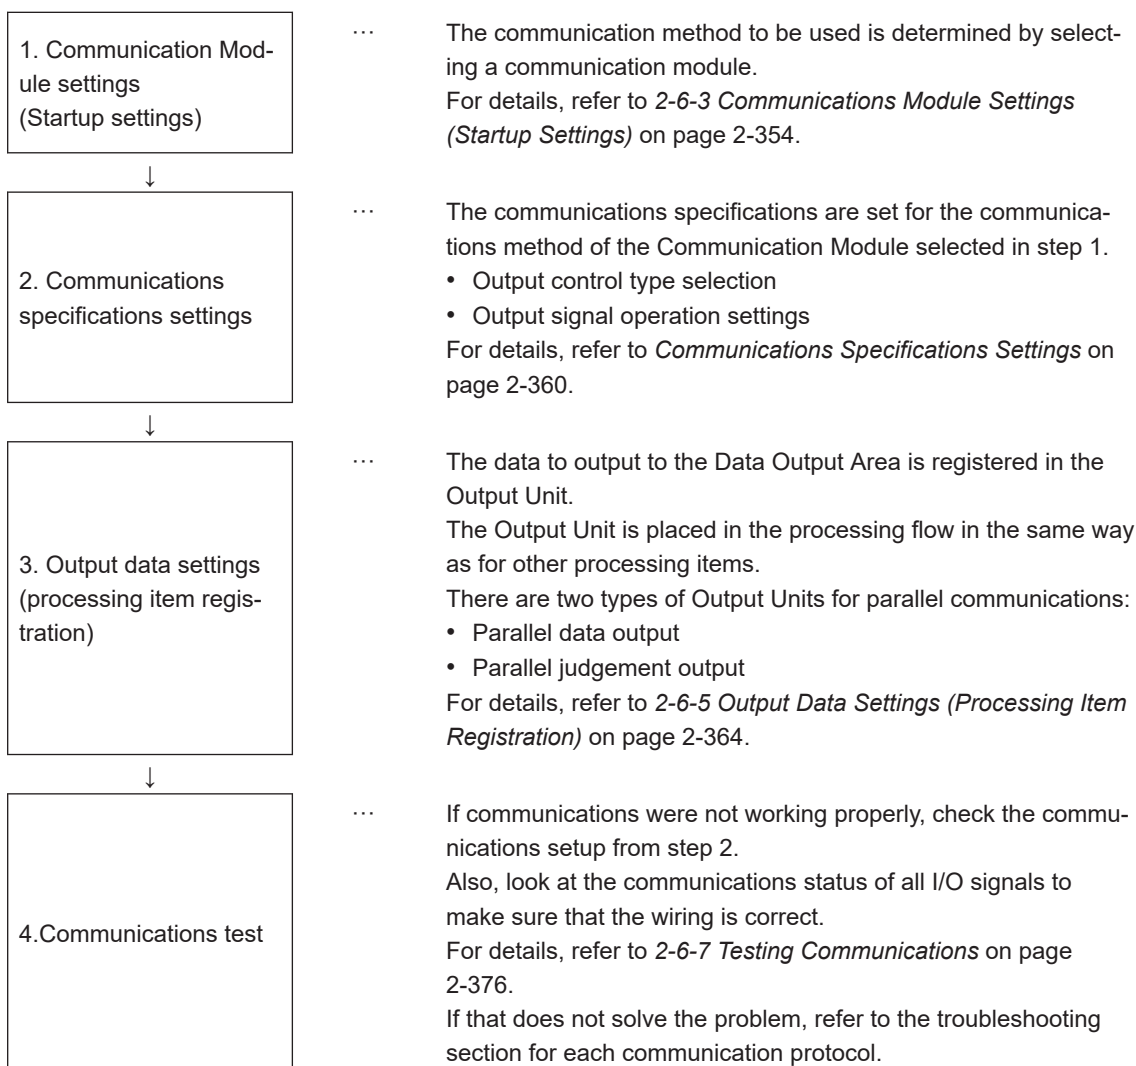 1. Communication Mod-
ule settings
(Startup settings)
… The communication method to be used is determined by select-
ing a communication module.
For details, refer to 2-6-3 Communications Module Settings
(Startup Settings) on page 2-354.
↓
2. Communications
specifications settings
… The communications specifications are set for the communica-
tions method of the Communication Module selected in step 1.
• Output control type selection
• Output signal operation settings
For details, refer to Communications Specifications Settings on
page 2-360.
↓
3. Output data settings
(processing item regis-
tration)
… The data to output to the Data Output Area is registered in the
Output Unit.
The Output Unit is placed in the processing flow in the same way
as for other processing items.
There are two types of Output Units for parallel communications:
• Parallel data output
• Parallel judgement output
For details, refer to 2-6-5 Output Data Settings (Processing Item
Registration) on page 2-364.
↓
4.Communications test
… If communications were not working properly, check the commu-
nications setup from step 2.
Also, look at the communications status of all I/O signals to
make sure that the wiring is correct.
For details, refer to 2-6-7 Testing Communications on page
2-376.
If that does not solve the problem, refer to the troubleshooting
section for each communication protocol.